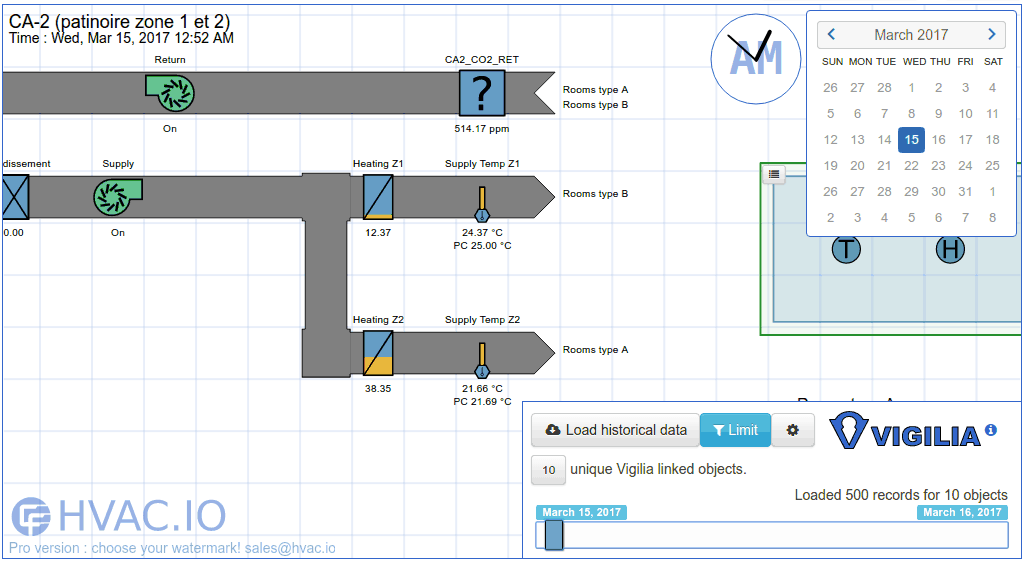 CA-2 (patinoire zone 1 et 2)
Time : Wed, Mar 15, 2017 12:52 AM
Return
CA2_CO2_RET
?
Rooms type A
Rooms type B
On
514.17 ppm
AM
March 2017
SUN MON TUE WED THU FRI SAT
26 27 28 1 2 3 4
5 6 7 8 9 10 11
12 13 14 15 16 17 18
19 20 21 22 23 24 25
26 27 28 29 30 31 1
2 3 4 5 6 7 8
dissement
Supply
Heating Z1
Supply Temp Z1
Rooms type B
0.00
On
12.37
24.37 °C
PC 25.00 °C
T
H
Heating Z2
Supply Temp Z2
Rooms type A
38.35
21.66 °C
PC 21.69 °C
Load historical data
Limit
VIGILIA
10 unique Vigilia linked objects.
Loaded 500 records for 10 objects
March 15, 2017
March 16, 2017
HVAC.IO
Pro version : choose your watermark! sales@hvac.io